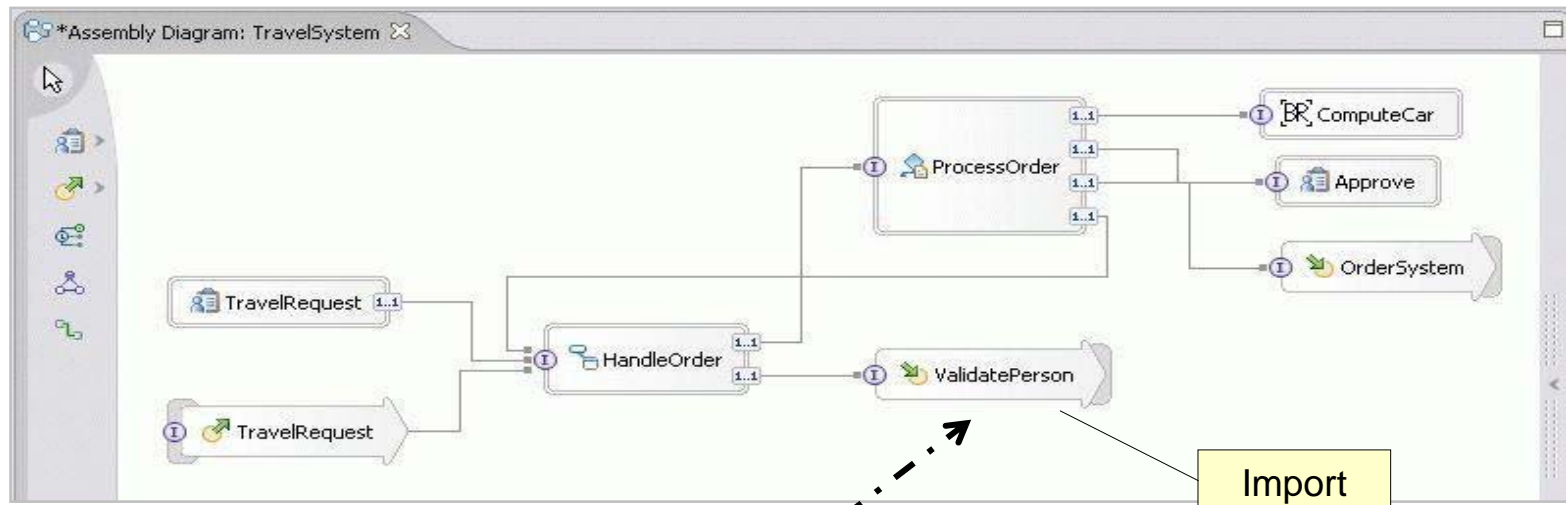 *Assembly Diagram: TravelSystem
1..1
I
BR
ComputeCar
1..1
I
ProcessOrder
1..1
I
Approve
1..1
I
OrderSystem
TravelRequest
1..1
I
HandleOrder
1..1
1..1
I
ValidatePerson
I
TravelRequest
Import